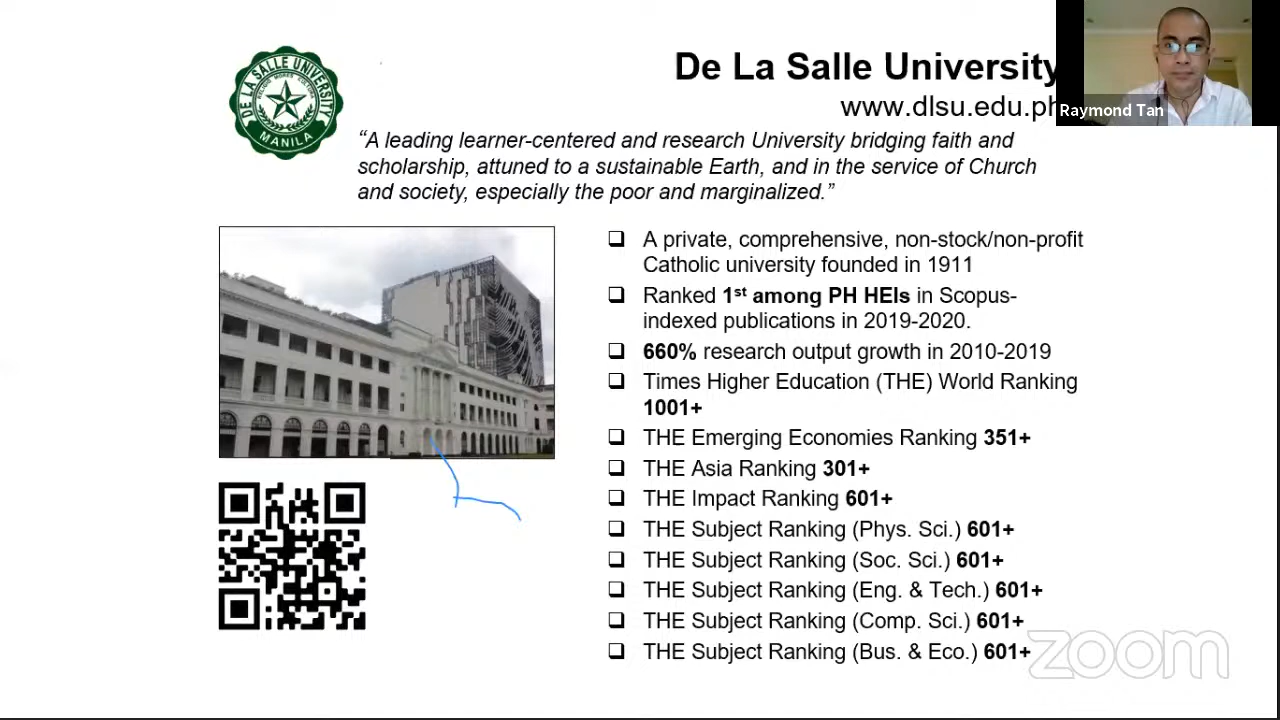 De La Salle University
www.dlsu.edu.ph
Raymond Tan
DE LA SALLE UNIVERSITY
MANILA
“A leading learner-centered and research University bridging faith and
scholarship, attuned to a sustainable Earth, and in the service of Church
and society, especially the poor and marginalized.”
A private, comprehensive, non-stock/non-profit
Catholic university founded in 1911
Ranked 1st among PH HEIs in Scopus-
indexed publications in 2019-2020.
660% research output growth in 2010-2019
Times Higher Education (THE) World Ranking
1001+
THE Emerging Economies Ranking 351+
THE Asia Ranking 301+
THE Impact Ranking 601+
THE Subject Ranking (Phys. Sci.) 601+
THE Subject Ranking (Soc. Sci.) 601+
THE Subject Ranking (Eng. & Tech.) 601+
THE Subject Ranking (Comp. Sci.) 601+
THE Subject Ranking (Bus. & Eco.) 601+
zoom